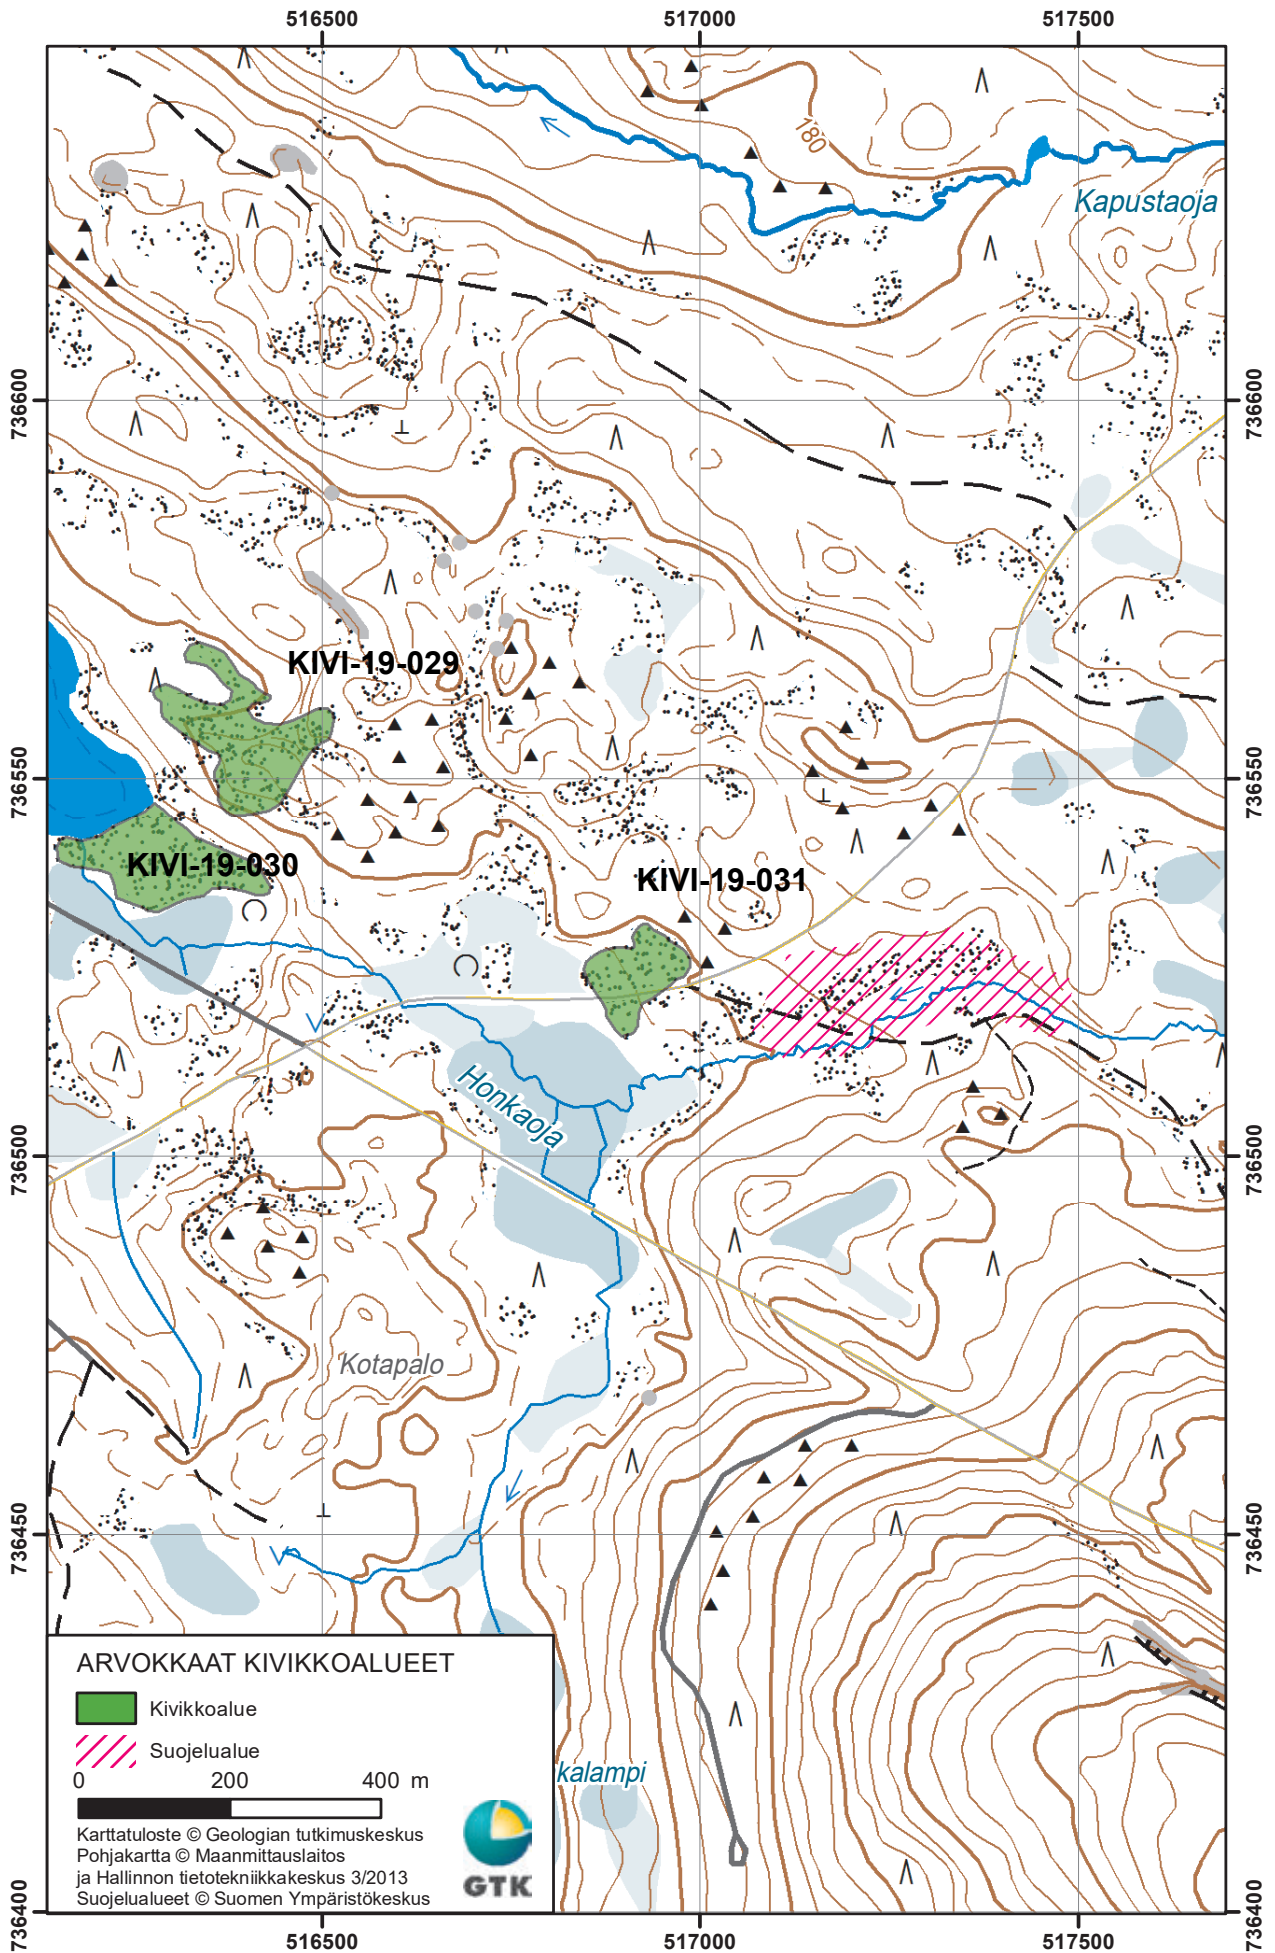 516500 517000 517500
180
Kapustaoja
736600 736600
KIVI-19-029
736550 736550
KIVI-19-030
KIVI-19-031
Honkaoja
736500 736500
Kotapalo
736450 736450
ARVOKKAAT KIVIKKOALUEET
Kivikkoalue
Suojelualue
0 200 400 m
kalampi
Karttatuloste © Geologian tutkimuskeskus
Pohjakartta © Maanmittauslaitos
ja Hallinnon tietotekniikkakeskus 3/2013
Suojelualueet © Suomen Ympäristökeskus
GTK
736400 736400
516500 517000 517500